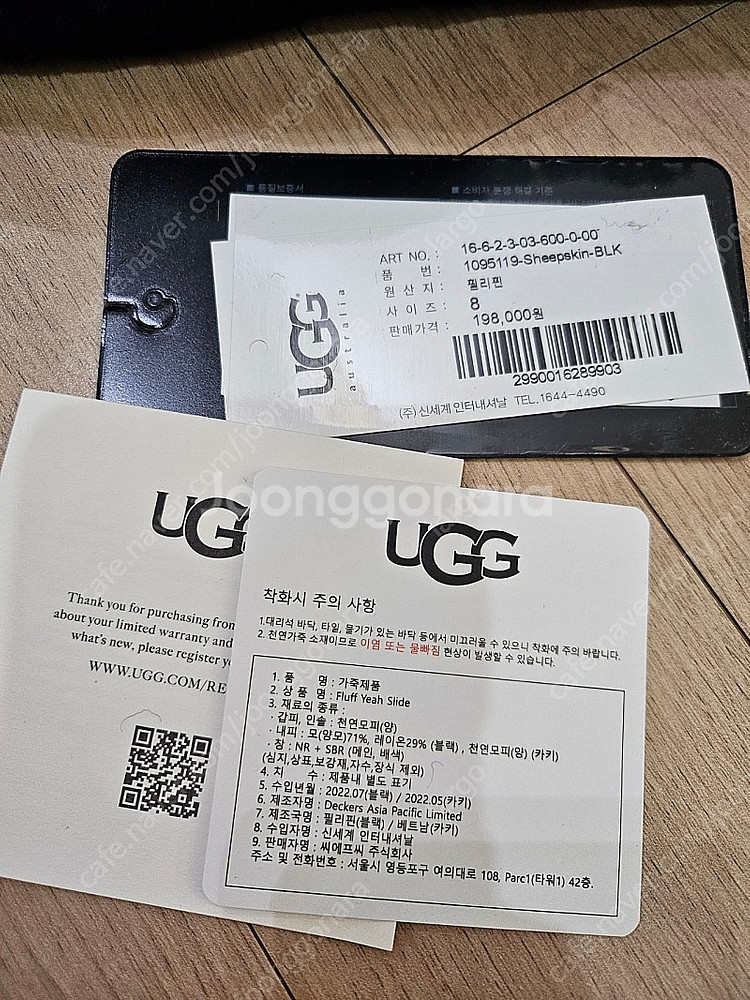 ■ 품질보증서
■ 소비자 분쟁 해결 기준
UGG
australia
ART NO. : 16-6-2-3-03-600-0-00
품 번 : 1095119-Sheepskin-BLK
원 산 지 : 필리핀
사 이 즈 : 8
판매가격 : 198,000원
2990016289903
(주) 신세계 인터내셔날 TEL.1644-4490
Joonggonara
UGG
Thank you for purchasing from
about your limited warranty and
what's new, please register yo
WWW.UGG.COM/RE
UGG
착화시 주의 사항
1.대리석 바닥, 타일, 물기가 있는 바닥 등에서 미끄러울 수 있으니 착화에 주의 바랍니다.
2. 천연가죽 소재이므로 이염 또는 물빠짐 현상이 발생할 수 있습니다.
1. 품 명 : 가죽제품
2. 상 품 명 : Fluff Yeah Slide
3. 재료의 종류 :
· 갑피, 인솔 : 천연모피(양)
· 내피 : 모(양모)71%, 레이온29% (블랙) , 천연모피(양) (카키)
· 창 : NR + SBR (메인, 배색)
(심지,상표,보강재,자수,장식 제외)
4. 치 수 : 제품내 별도 표기
5. 수입년월 : 2022.07(블랙) / 2022.05(카키)
6. 제조자명 : Deckers Asia Pacific Limited
7. 제조국명 : 필리핀(블랙) / 베트남(카키)
8. 수입자명 : 신세계 인터내셔날
9. 판매자명 : 씨에프씨 주식회사
주소 및 전화번호 : 서울시 영등포구 여의대로 108, Parc1(타워1) 42층.
cafe.naver.com/joonggonara